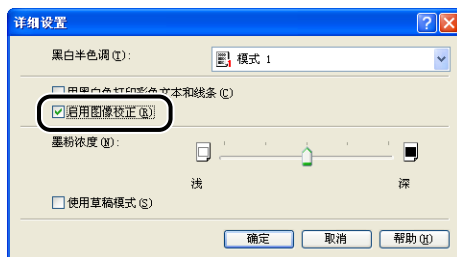 详细设置
黑白半色调(T):
模式 1
用黑白色打印彩色文本和线条(C)
启用图像校正(R)
墨粉浓度(N):
浅
深
使用草稿模式(S)
确定
取消
帮助(H)